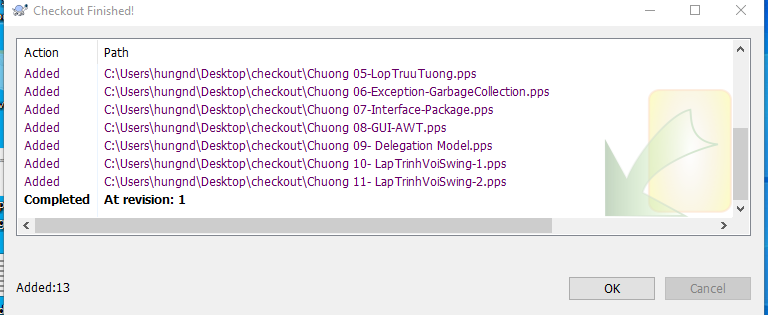 Checkout Finished!
Action Path
Added C:\Users\hungnd\Desktop\checkout\Chuong 05-LopTruuTuong.pps
Added C:\Users\hungnd\Desktop\checkout\Chuong 06-Exception-GarbageCollection.pps
Added C:\Users\hungnd\Desktop\checkout\Chuong 07-Interface-Package.pps
Added C:\Users\hungnd\Desktop\checkout\Chuong 08-GUI-AWT.pps
Added C:\Users\hungnd\Desktop\checkout\Chuong 09- Delegation Model.pps
Added C:\Users\hungnd\Desktop\checkout\Chuong 10- LapTrinhVoiSwing-1.pps
Added C:\Users\hungnd\Desktop\checkout\Chuong 11- LapTrinhVoiSwing-2.pps
Completed At revision: 1
Added:13 OK Cancel